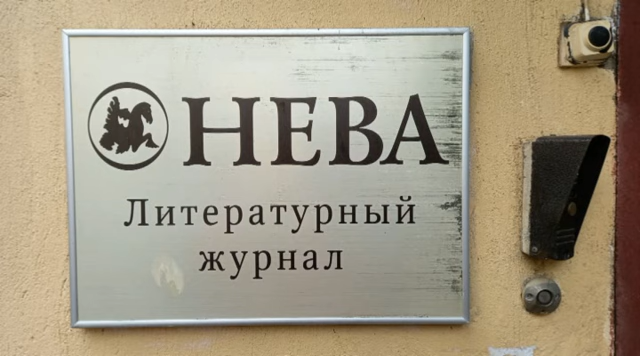 НЕВА
Литературный
журнал